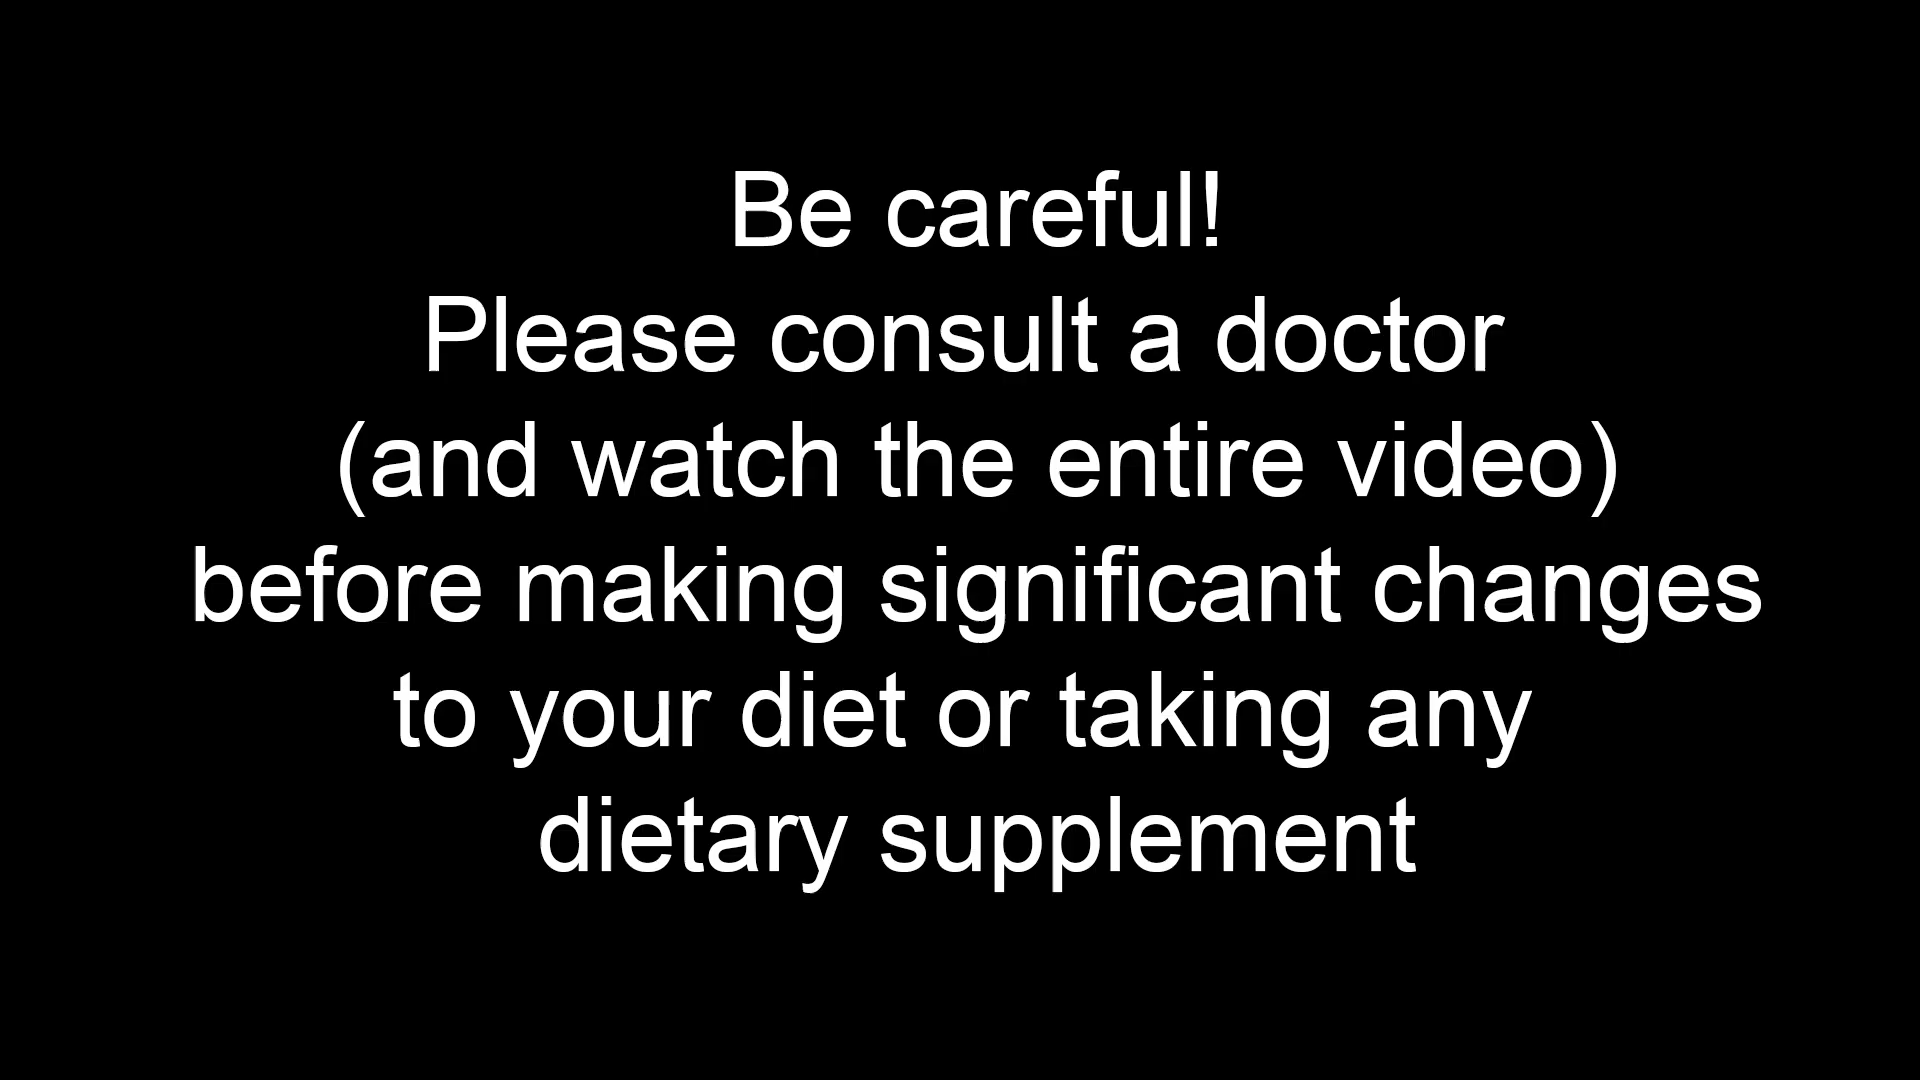 Be careful!
Please consult a doctor
(and watch the entire video)
before making significant changes
to your diet or taking any
dietary supplement